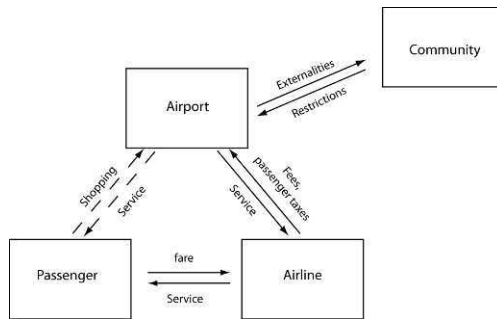 Community
Externalities
Restrictions
Airport
Shopping
Service
Fees,
passenger taxes
Service
Passenger
fare
Service
Airline